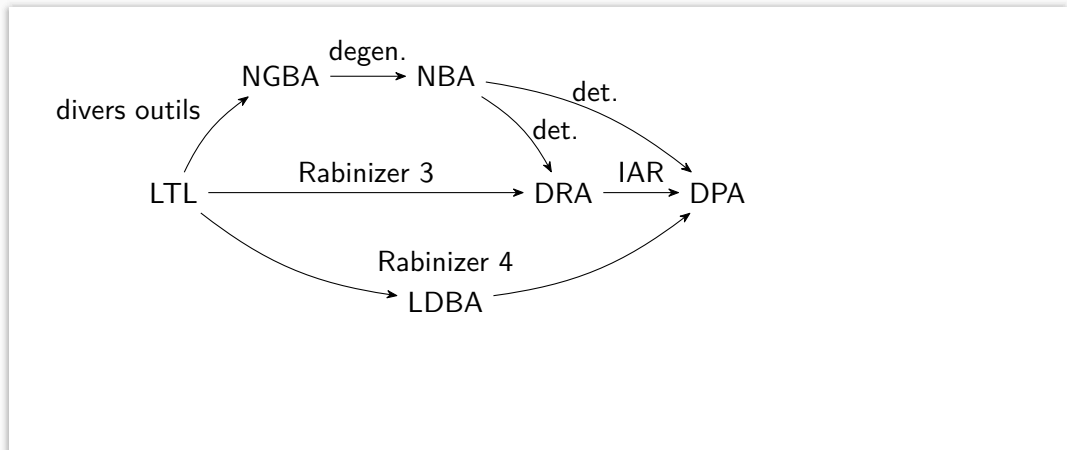 degen.
NGBA NBA
det.
divers outils
det.
Rabinizer 3 IAR
LTL DRA DPA
Rabinizer 4
LDBA